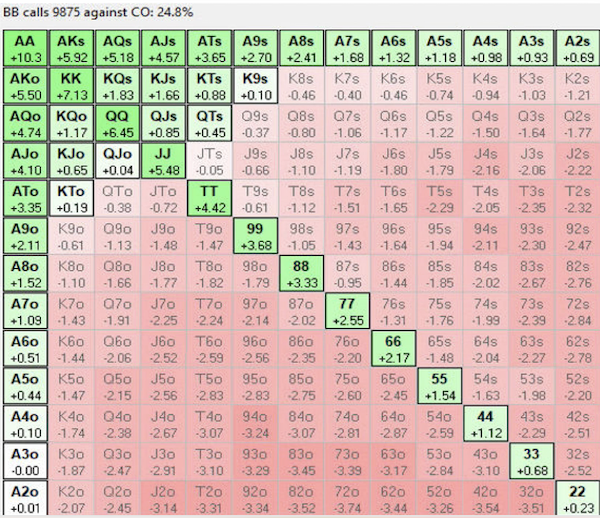 BB calls 9875 against CO: 24.8%
AA AKs AQs AJs ATs A9s A8s A7s A6s A5s A4s A3s A2s
+10.3 +5.92 +5.18 +4.57 +3.65 +2.70 +2.41 +1.68 +1.32 +1.18 +0.98 +0.93 +0.69
AKo KK KQs KJs KTs K9s K8s K7s K6s K5s K4s K3s K2s
+5.50 +7.13 +1.83 +1.66 +0.88 +0.10 -0.46 -0.40 -0.46 -0.74 -0.94 -1.03 -1.21
AQo KQo QQ QJs QTs Q9s Q8s Q7s Q6s Q5s Q4s Q3s Q2s
+4.74 +1.17 +6.45 +0.85 +0.45 -0.37 -0.80 -1.06 -1.17 -1.22 -1.50 -1.64 -1.77
AJo KJo QJo JJ JTs J9s J8s J7s J6s J5s J4s J3s J2s
+4.10 +0.65 +0.04 +5.48 -0.05 -0.66 -1.10 -1.19 -1.80 -1.79 -2.16 -2.06 -2.22
ATo KTo QTo JTo TT T9s T8s T7s T6s T5s T4s T3s T2s
+3.35 +0.19 -0.38 -0.72 +4.42 -0.61 -1.12 -1.51 -1.65 -2.29 -2.05 -2.35 -2.32
A9o K9o Q9o J9o T9o 99 98s 97s 96s 95s 94s 93s 92s
+2.11 -0.61 -1.13 -1.48 -1.47 +3.68 -1.05 -1.43 -1.64 -1.94 -2.11 -2.30 -2.47
A8o K8o Q8o J8o T8o 98o 88 87s 86s 85s 84s 83s 82s
+1.52 -1.10 -1.66 -1.77 -1.82 -1.79 +3.33 -0.95 -1.44 -1.85 -2.02 -2.67 -2.76
A7o K7o Q7o J7o T7o 97o 87o 77 76s 75s 74s 73s 72s
+1.09 -1.43 -1.91 -2.25 -2.24 -2.14 -2.02 +2.55 -1.31 -1.76 -1.99 -2.39 -2.84
A6o K6o Q6o J6o T6o 96o 86o 76o 66 65s 64s 63s 62s
+0.51 -1.44 -2.06 -2.52 -2.59 -2.56 -2.35 -2.20 +2.17 -1.48 -2.04 -2.27 -2.78
A5o K5o Q5o J5o T5o 95o 85o 75o 65o 55 54s 53s 52s
+0.44 -1.47 -2.15 -2.56 -2.83 -2.83 -2.75 -2.60 -2.45 +1.54 -1.63 -1.98 -2.20
A4o K4o Q4o J4o T4o 94o 84o 74o 64o 54o 44 43s 42s
+0.10 -1.74 -2.38 -2.67 -3.07 -3.24 -3.07 -2.81 -2.87 -2.59 +1.12 -2.29 -2.51
A3o K3o Q3o J3o T3o 93o 83o 73o 63o 53o 43o 33 32s
-0.00 -1.87 -2.47 -2.91 -3.10 -3.29 -3.45 -3.39 -3.17 -2.84 -3.10 +0.68 -2.52
A2o K2o Q2o J2o T2o 92o 82o 72o 62o 52o 42o 32o 22
+0.01 -2.07 -2.45 -3.14 -3.31 -3.34 -3.52 -3.74 -3.44 -3.26 -3.54 -3.51 +0.23